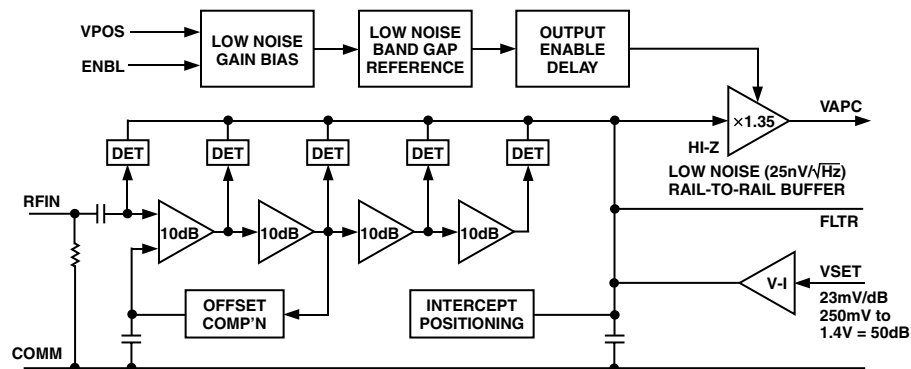 VPOS
ENBL
LOW NOISE
GAIN BIAS
LOW NOISE
BAND GAP
REFERENCE
OUTPUT
ENABLE
DELAY
×1.35
VAPC
HI-Z
LOW NOISE (25nV/√Hz)
RAIL-TO-RAIL BUFFER
DET
DET
DET
DET
DET
RFIN
10dB
10dB
10dB
10dB
FLTR
OFFSET
COMP'N
INTERCEPT
POSITIONING
V-I
VSET
23mV/dB
250mV to
1.4V = 50dB
COMM